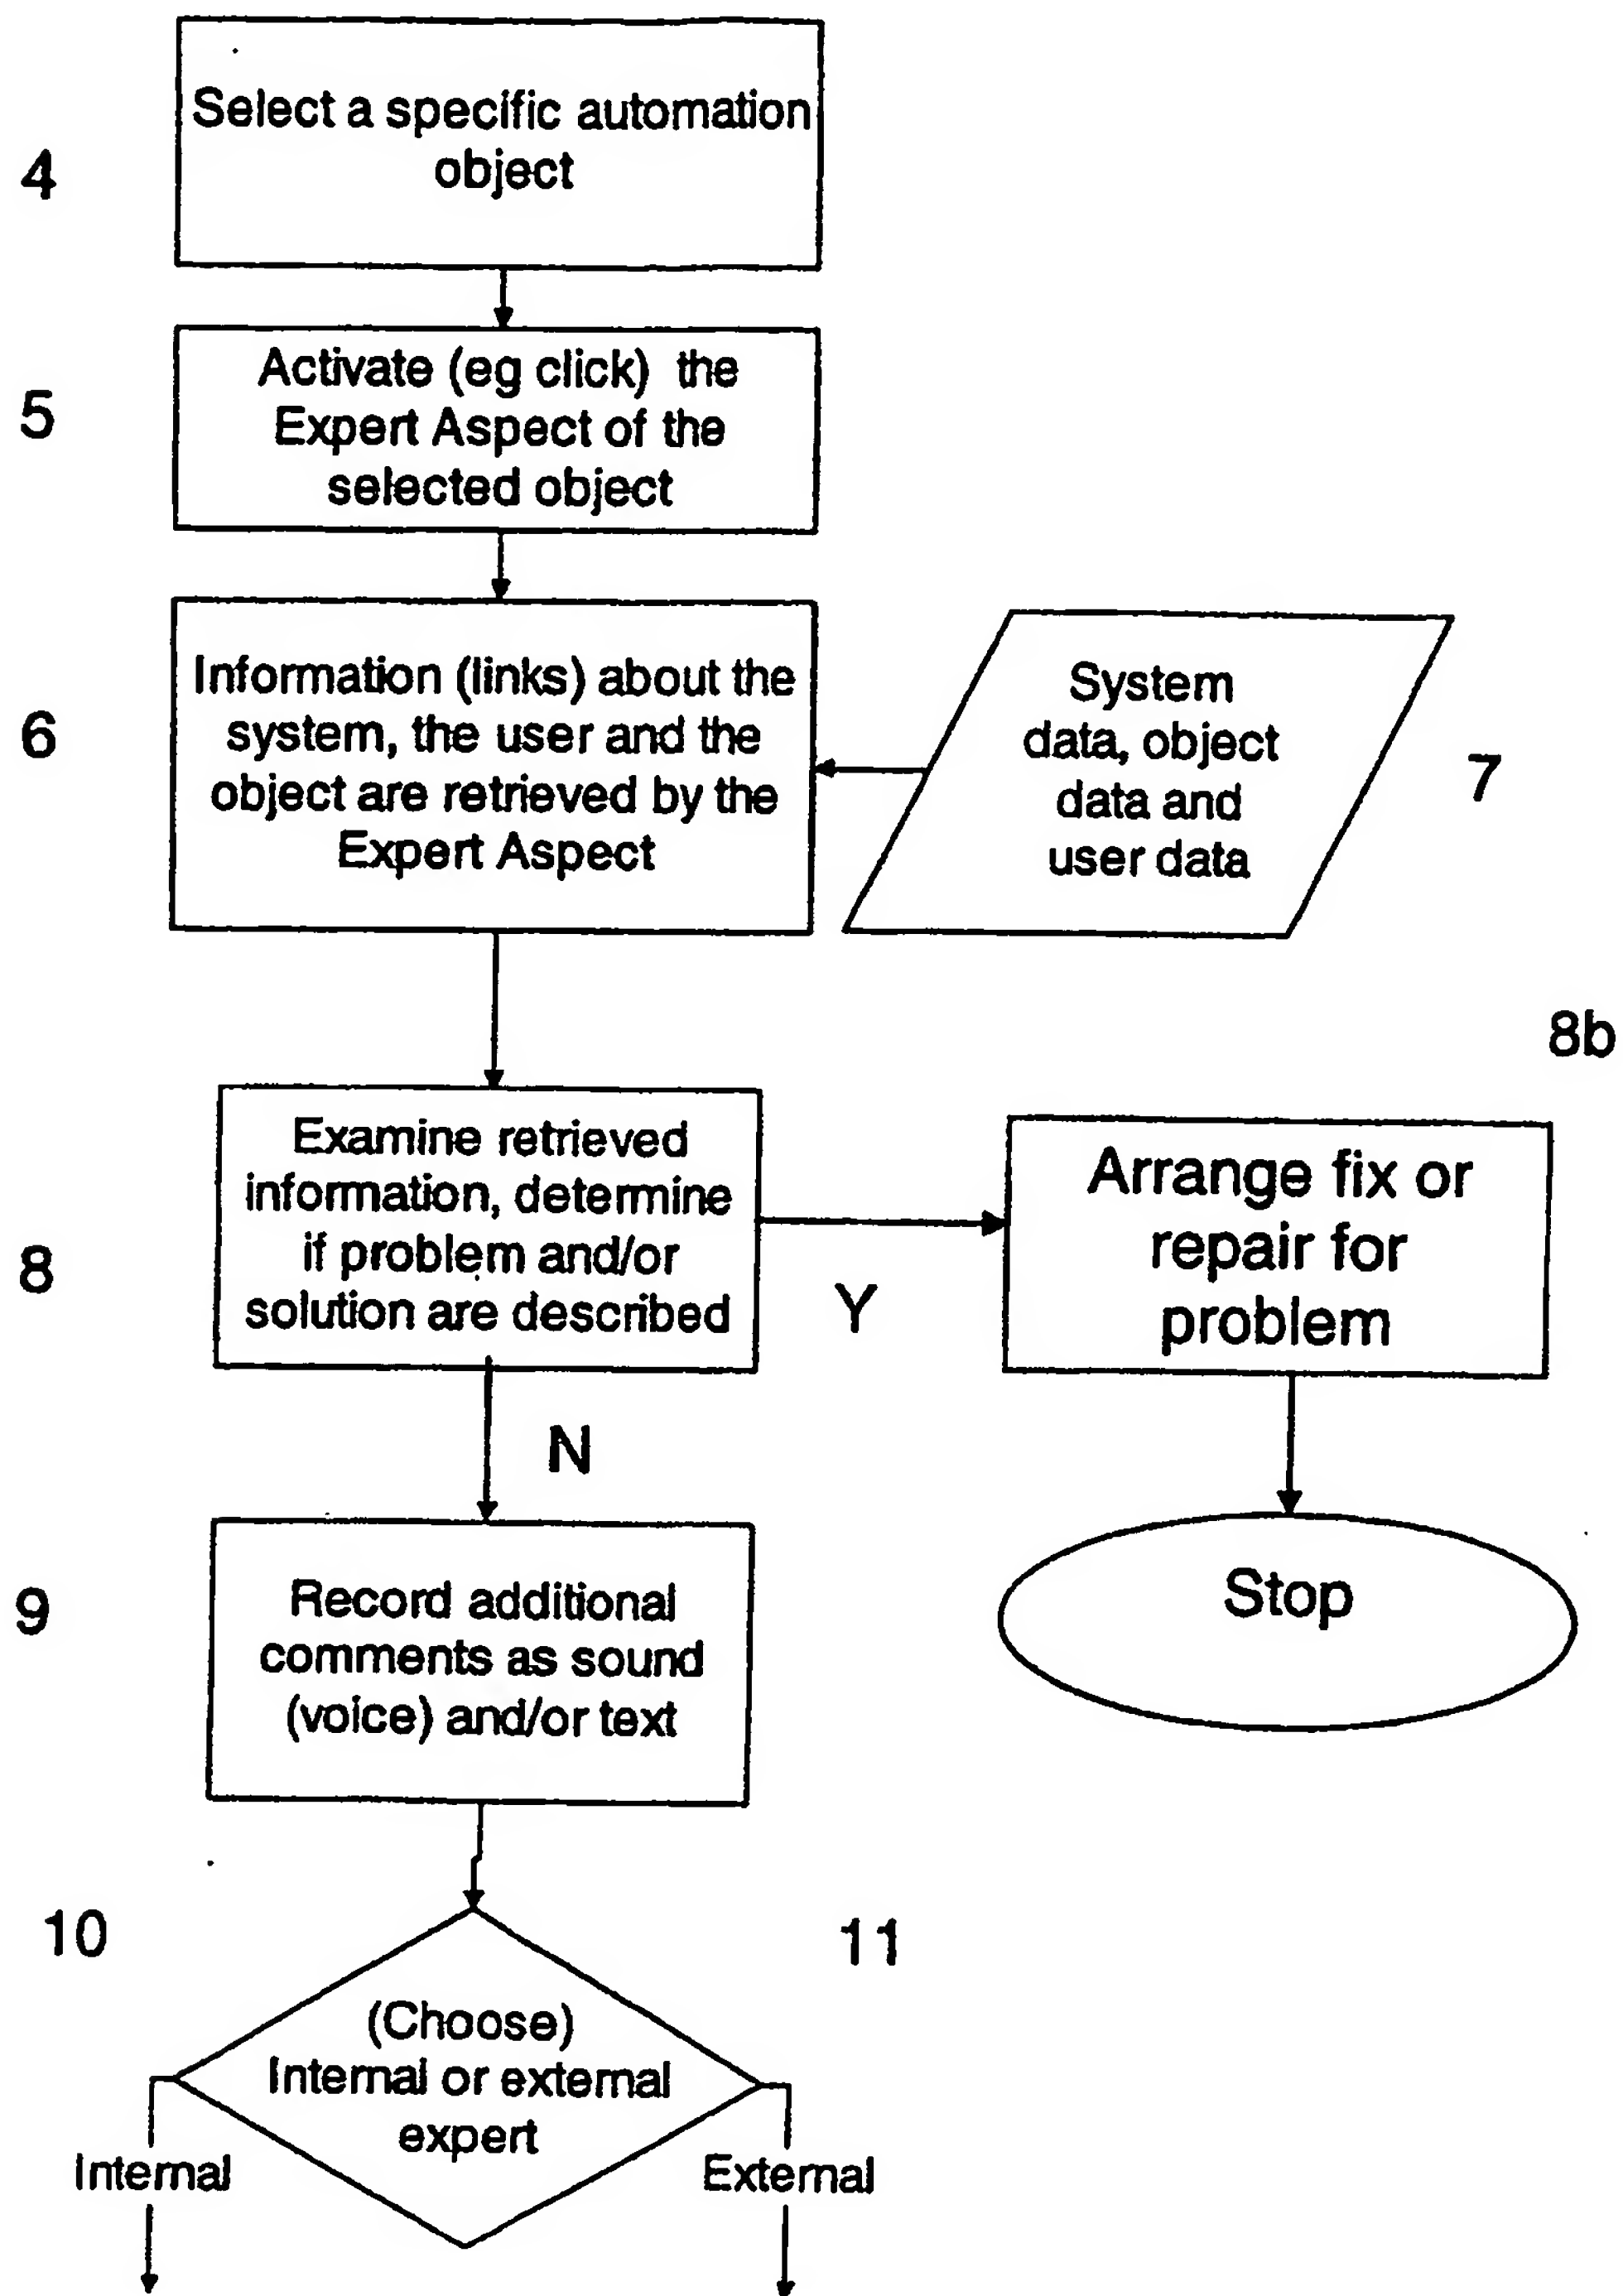 Select a specific automation
object
4
Activate (eg click) the
Expert Aspect of the
selected object
5
Information (links) about the
system, the user and the
object are retrieved by the
Expert Aspect
6
System
data, object
data and
user data
7
8b
Examine retrieved
information, determine
if problem and/or
solution are described
8
Y
Arrange fix or
repair for
problem
N
Stop
Record additional
comments as sound
(voice) and/or text
9
10
11
(Choose)
Internal or external
expert
Internal
External